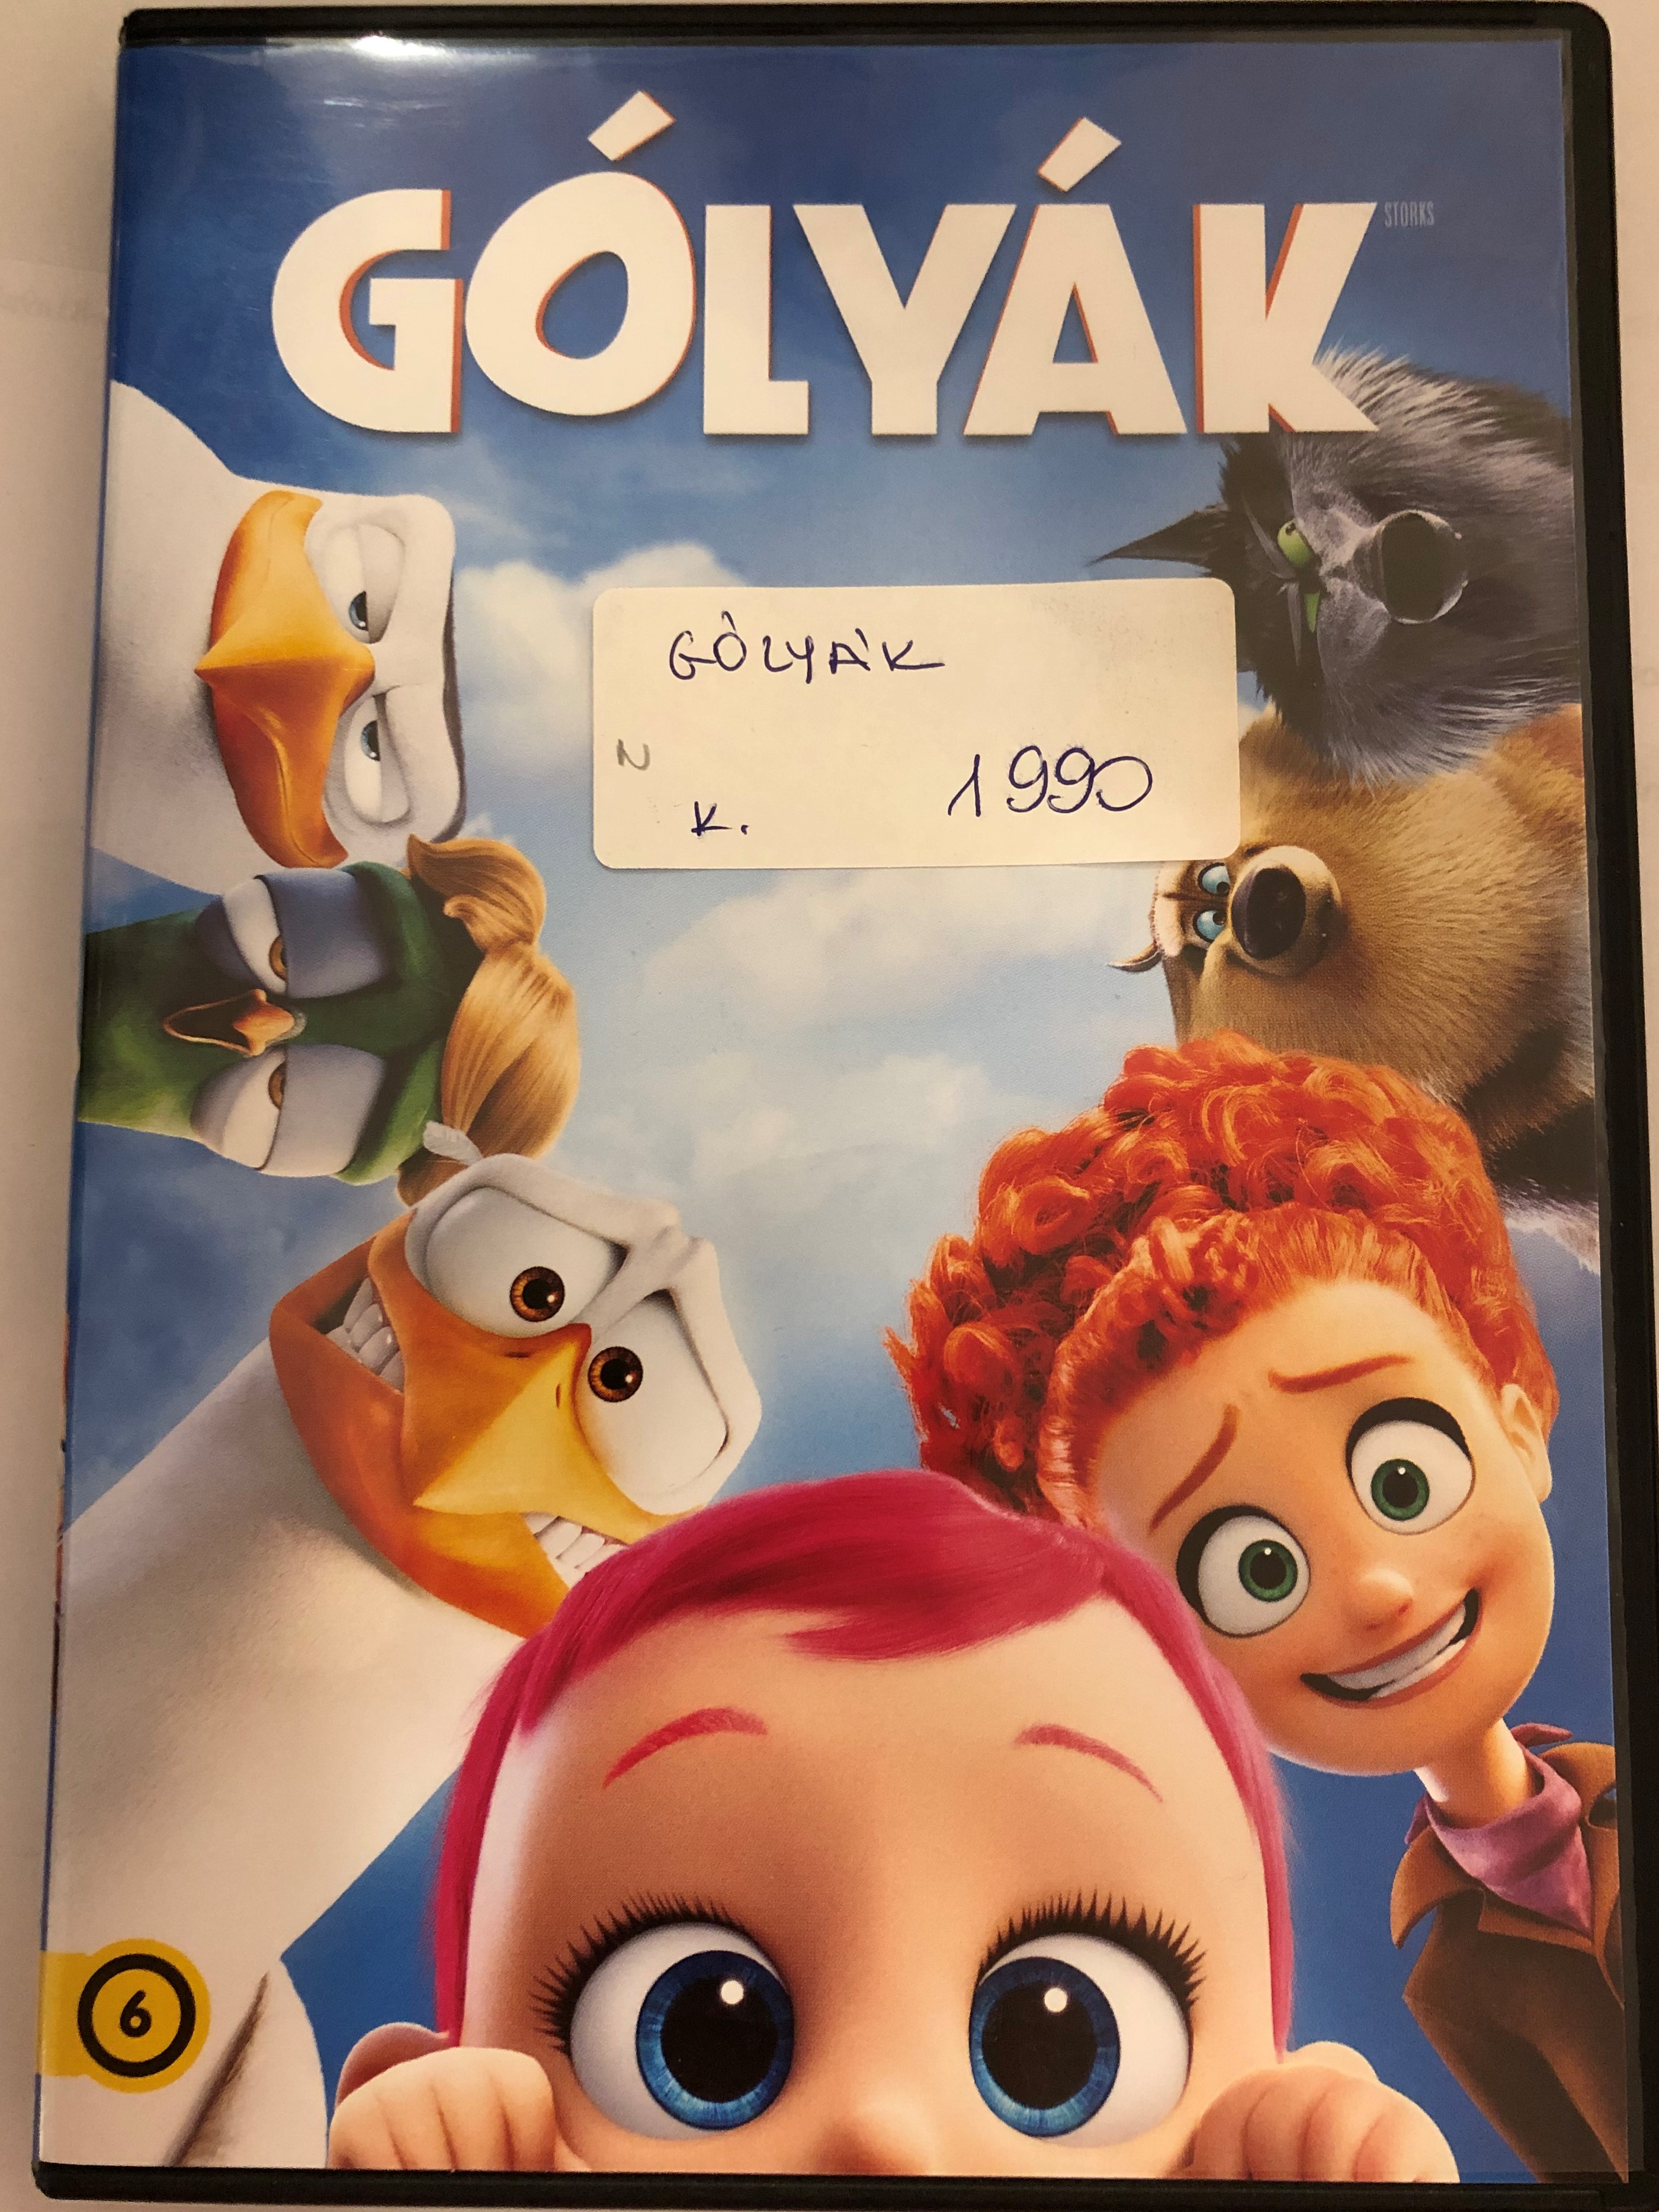 GÓLYÁK
STORKS
GÓLYÁK
N
K. 1990
6